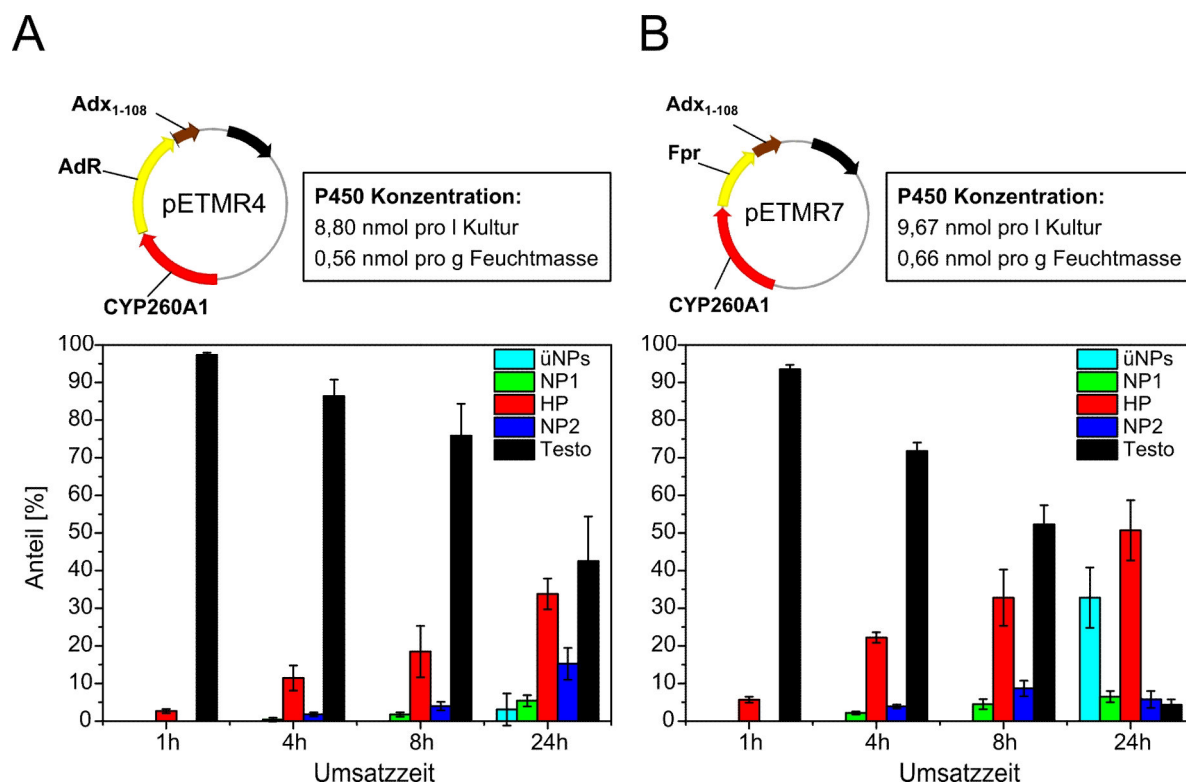 A
Adx1-108
AdR
pETMR4
CYP260A1
P450 Konzentration:
8,80 nmol pro l Kultur
0,56 nmol pro g Feuchtmasse
B
Adx1-108
Fpr
pETMR7
CYP260A1
P450 Konzentration:
9,67 nmol pro l Kultur
0,66 nmol pro g Feuchtmasse
Anteil [%]
100
90
80
70
60
50
40
30
20
10
0
üNPs
NP1
HP
NP2
Testo
1h 4h 8h 24h
Umsatzzeit
100
90
80
70
60
50
40
30
20
10
0
üNPs
NP1
HP
NP2
Testo
1h 4h 8h 24h
Umsatzzeit